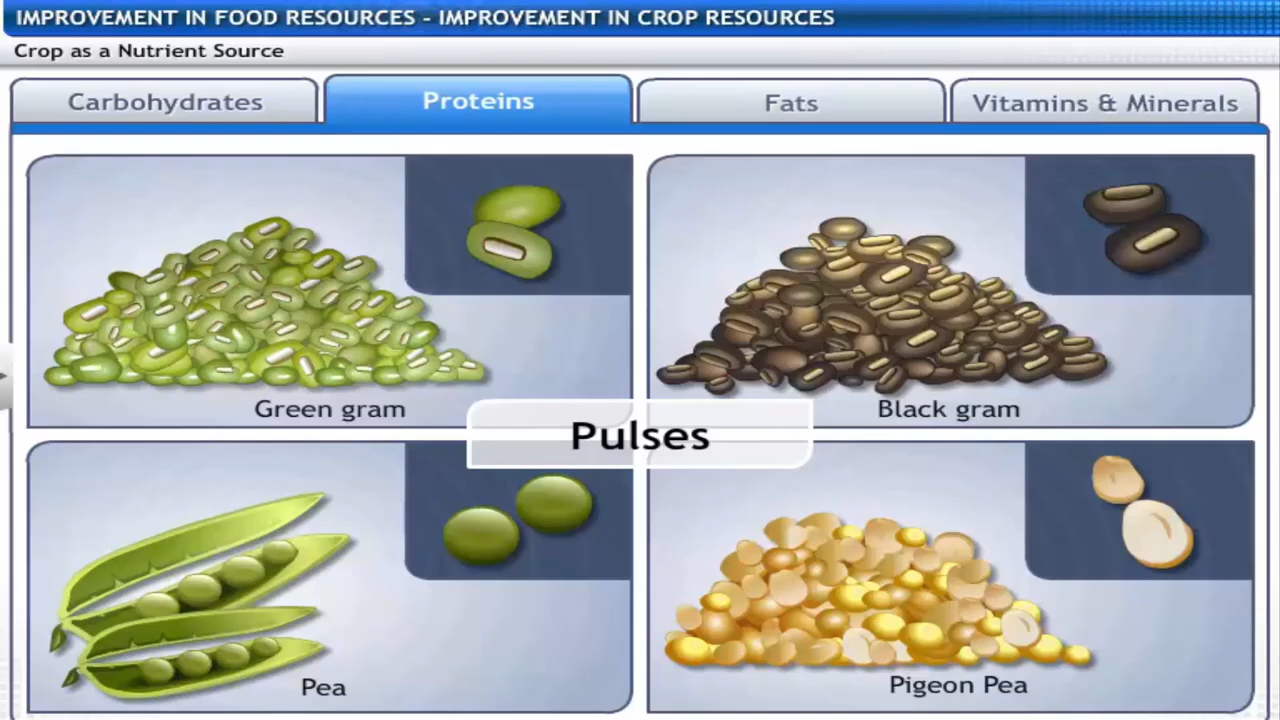 IMPROVEMENT IN FOOD RESOURCES - IMPROVEMENT IN CROP RESOURCES
Crop as a Nutrient Source
Carbohydrates
Proteins
Fats
Vitamins & Minerals
Green gram
Black gram
Pulses
Pea
Pigeon Pea